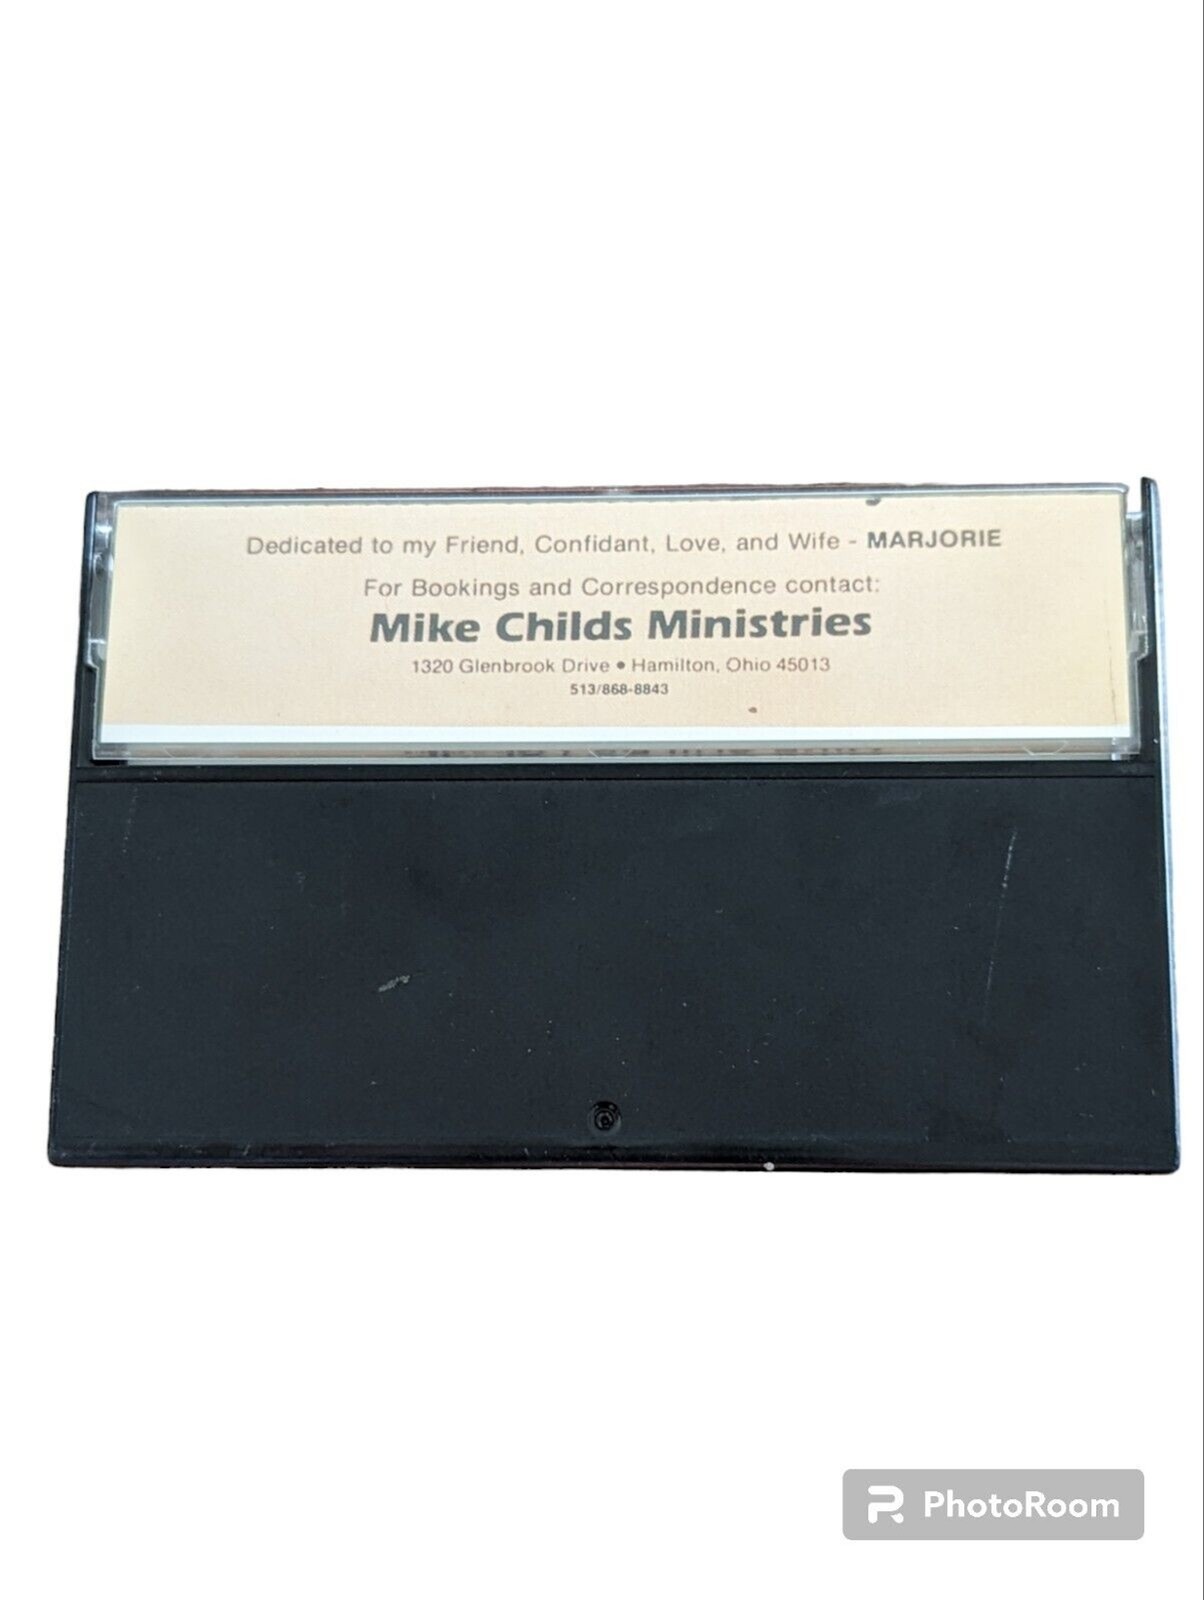 Dedicated to my Friend, Confidant, Love, and Wife - MARJORIE
For Bookings and Correspondence contact:
Mike Childs Ministries
1320 Glenbrook Drive • Hamilton, Ohio 45013
513/868-8843
PhotoRoom